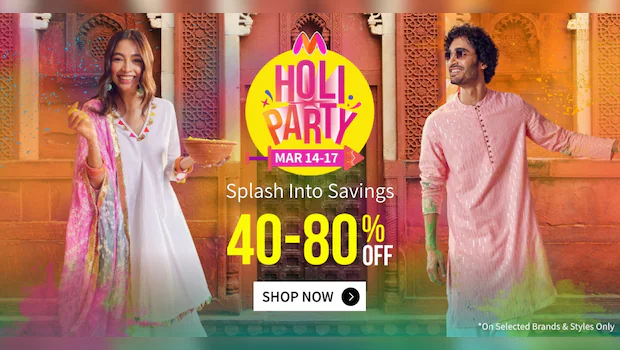 HOLI
PARTY
MAR 14-17
Splash Into Savings
40-80% OFF
SHOP NOW
*On Selected Brands & Styles Only